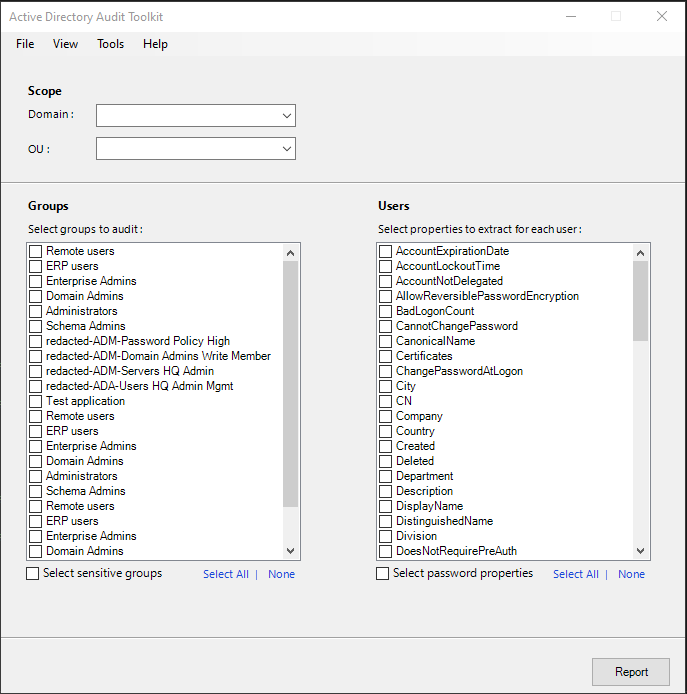 Active Directory Audit Toolkit
File View Tools Help
Scope
Domain :
OU :
Groups
Select groups to audit :
Remote users
ERP users
Enterprise Admins
Domain Admins
Administrators
Schema Admins
redacted-ADM-Password Policy High
redacted-ADM-Domain Admins Write Member
redacted-ADM-Servers HQ Admin
redacted-ADA-Users HQ Admin Mgmt
Test application
Remote users
ERP users
Enterprise Admins
Domain Admins
Administrators
Schema Admins
Remote users
ERP users
Enterprise Admins
Domain Admins
Select sensitive groups Select All | None
Users
Select properties to extract for each user :
AccountExpirationDate
AccountLockoutTime
AccountNotDelegated
AllowReversiblePasswordEncryption
BadLogonCount
CannotChangePassword
CanonicalName
Certificates
ChangePasswordAtLogon
City
CN
Company
Country
Created
Deleted
Department
Description
DisplayName
DistinguishedName
Division
DoesNotRequirePreAuth
Select password properties Select All | None
Report